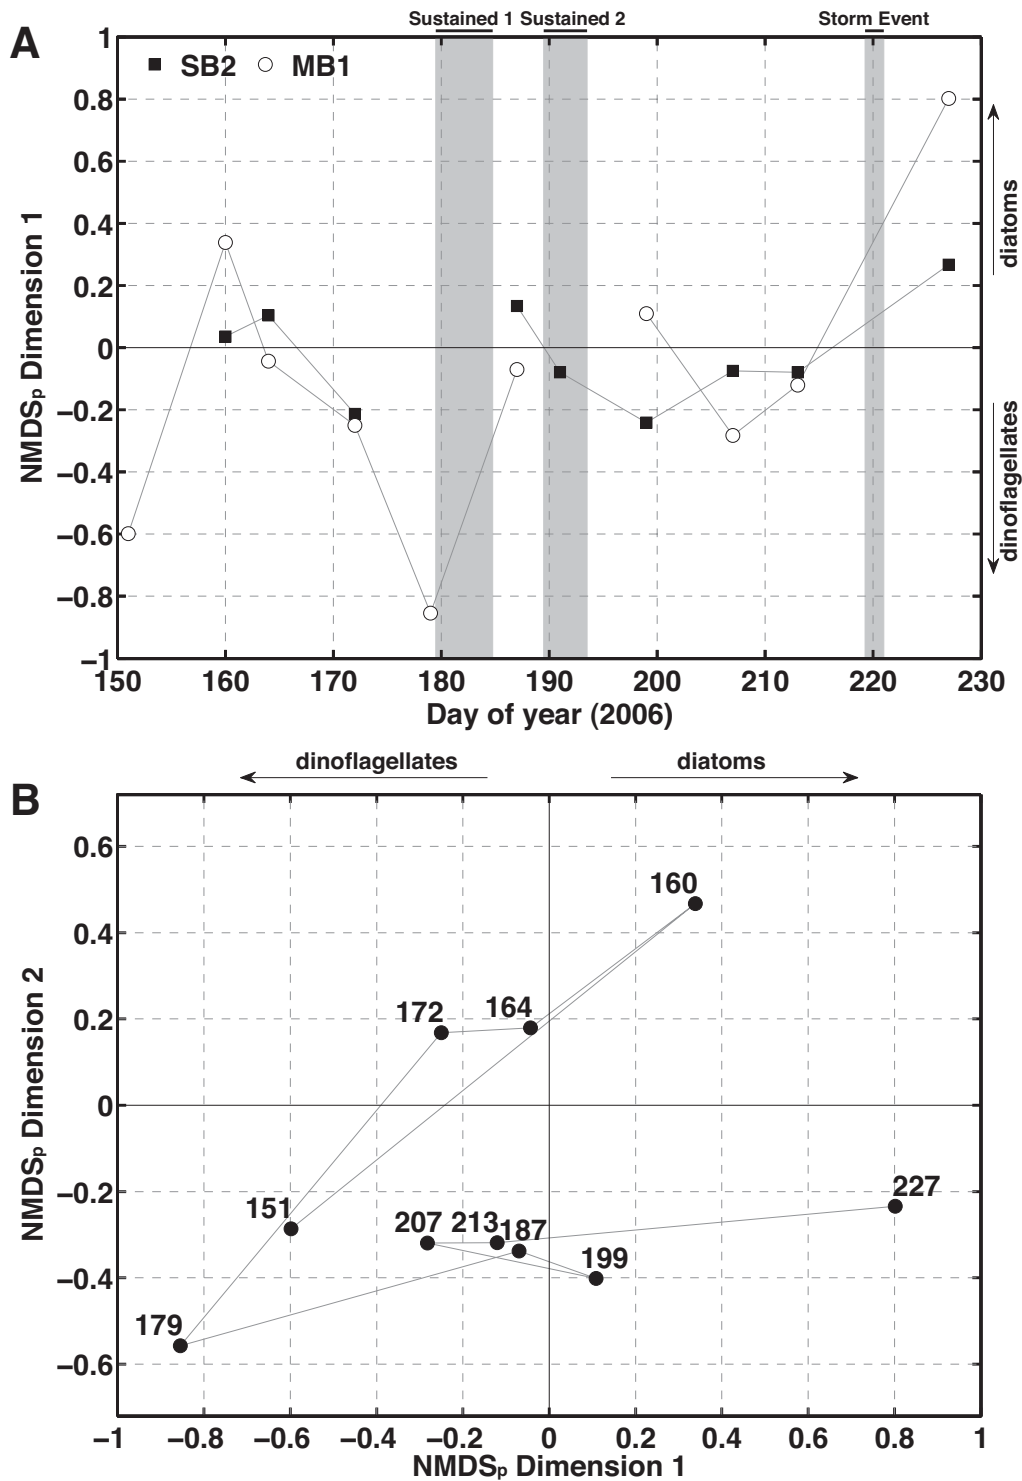 Sustained 1 Sustained 2 Storm Event
A
1
0.8
0.6
0.4
0.2
0
−0.2
−0.4
−0.6
−0.8
−1
SB2 MB1
NMDSp Dimension 1
diatoms
dinoflagellates
150 160 170 180 190 200 210 220 230
Day of year (2006)
dinoflagellates diatoms
B
0.6
0.4
0.2
0
−0.2
−0.4
−0.6
NMDSp Dimension 2
160
172 164
151
227
207 213 187
199
179
−1 −0.8 −0.6 −0.4 −0.2 0 0.2 0.4 0.6 0.8 1
NMDSp Dimension 1